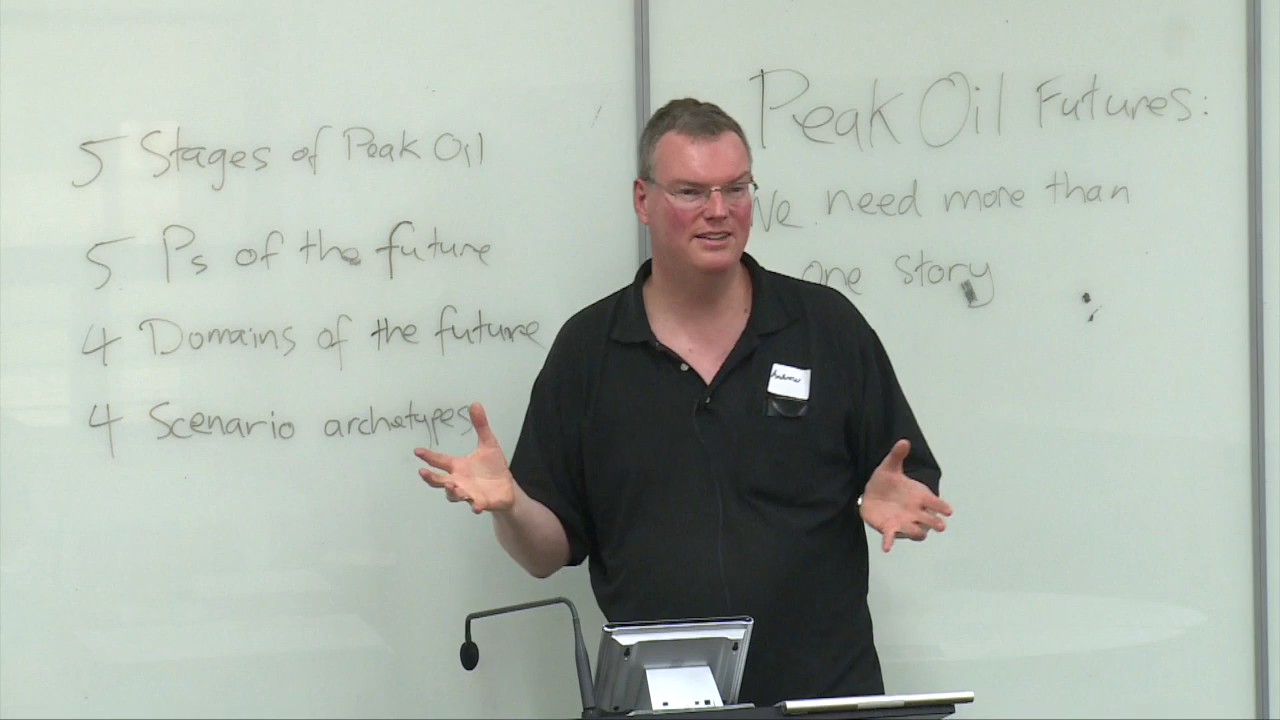 5 Stages of Peak Oil
5 Ps of the future
4 Domains of the future
4 Scenario archetypes
Peak Oil Futures:
We need more than
one story
Andrew